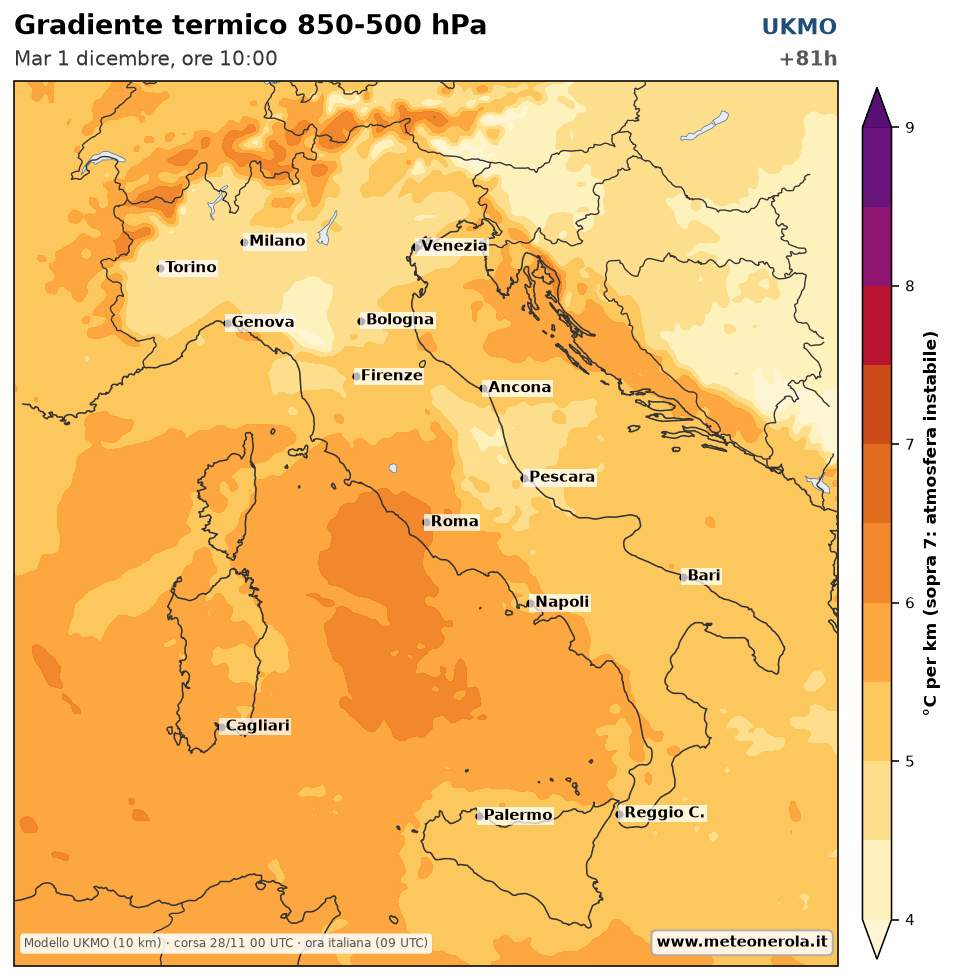 Gradiente termico 850-500 hPa
UKMO
Mar 1 dicembre, ore 10:00
+81h
Milano
Venezia
Torino
Genova
Bologna
Firenze
Ancona
Pescara
Roma
Bari
Napoli
Cagliari
Palermo
Reggio C.
9
8
7
6
5
4
°C per km (sopra 7: atmosfera instabile)
Modello UKMO (10 km) · corsa 28/11 00 UTC · ora italiana (09 UTC)
www.meteonerola.it